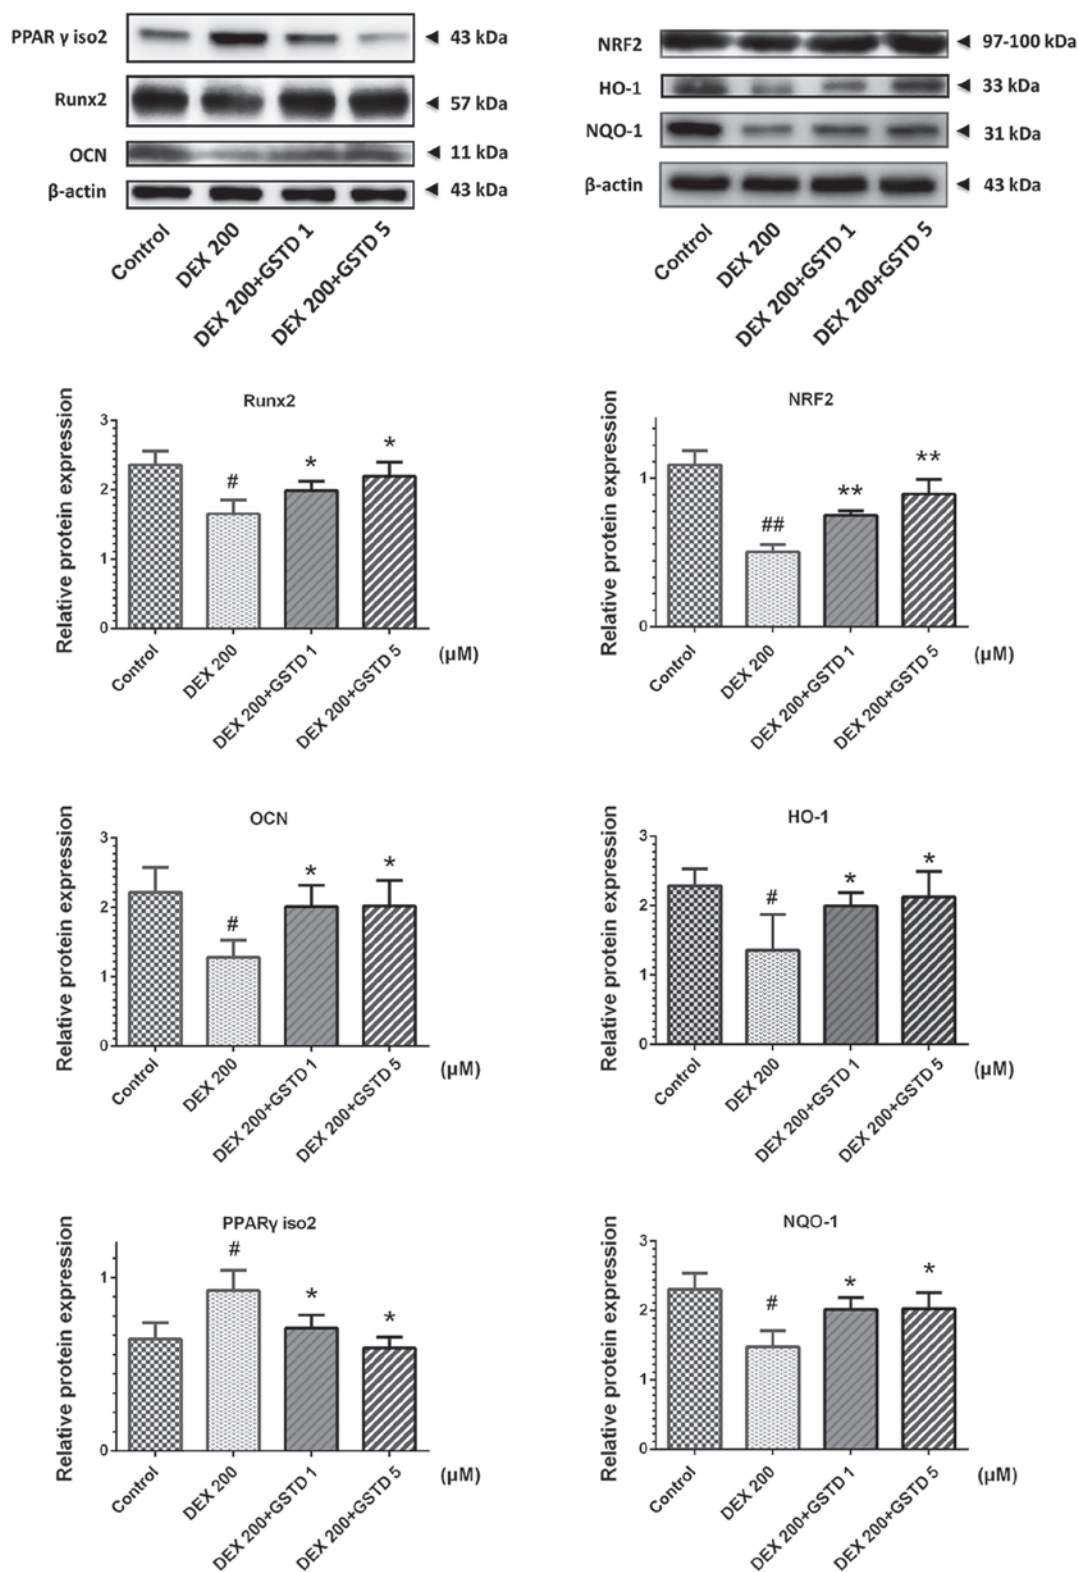 PPAR γ iso2
◄ 43 kDa
Runx2
◄ 57 kDa
OCN
◄ 11 kDa
β-actin
◄ 43 kDa
Control
DEX 200
DEX 200+GSTD 1
DEX 200+GSTD 5
NRF2
◄ 97-100 kDa
HO-1
◄ 33 kDa
NQO-1
◄ 31 kDa
β-actin
◄ 43 kDa
Control
DEX 200
DEX 200+GSTD 1
DEX 200+GSTD 5
Runx2
Relative protein expression
3
2
1
0
#
*
*
Control
DEX 200
DEX 200+GSTD 1
DEX 200+GSTD 5
(μM)
NRF2
Relative protein expression
1
0
##
**
**
Control
DEX 200
DEX 200+GSTD 1
DEX 200+GSTD 5
(μM)
OCN
Relative protein expression
3
2
1
0
#
*
*
Control
DEX 200
DEX 200+GSTD 1
DEX 200+GSTD 5
(μM)
HO-1
Relative protein expression
3
2
1
0
#
*
*
Control
DEX 200
DEX 200+GSTD 1
DEX 200+GSTD 5
(μM)
PPARγ iso2
Relative protein expression
1
0
#
*
*
Control
DEX 200
DEX 200+GSTD 1
DEX 200+GSTD 5
(μM)
NQO-1
Relative protein expression
3
2
1
0
#
*
*
Control
DEX 200
DEX 200+GSTD 1
DEX 200+GSTD 5
(μM)